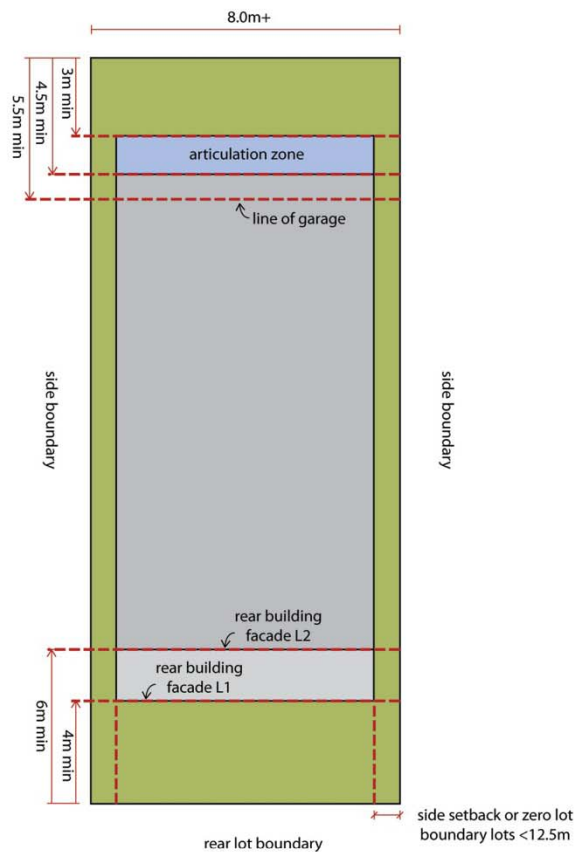 8.0m+
3m min
4.5m min
5.5m min
articulation zone
line of garage
side boundary
side boundary
rear building
facade L2
rear building
facade L1
6m min
4m min
side setback or zero lot
boundary lots <12.5m
rear lot boundary